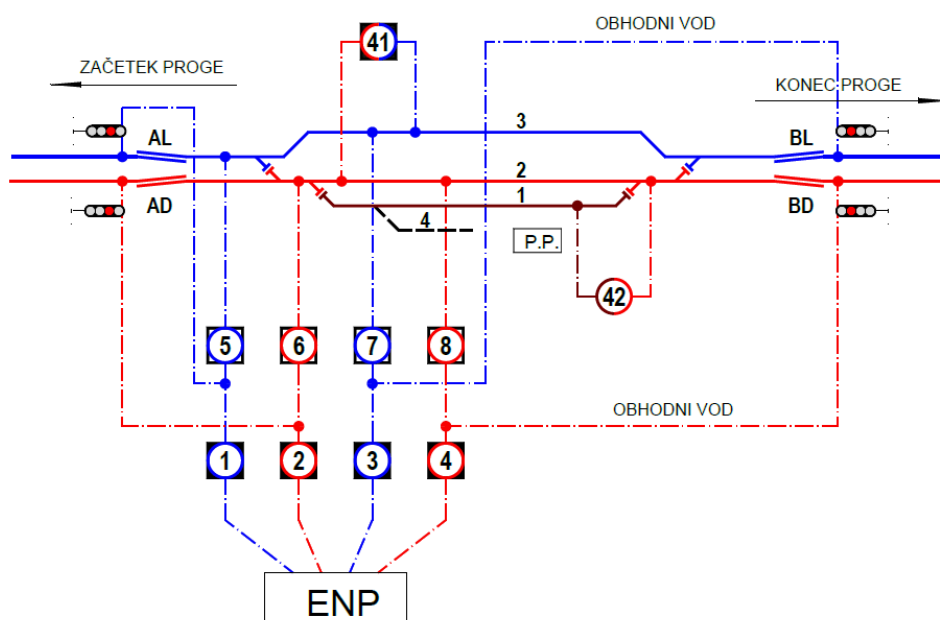 41
OBHODNI VOD
ZAČETEK PROGE
KONEC PROGE
AL
3
BL
2
AD
1
BD
4
P.P.
42
5
6
7
8
OBHODNI VOD
1
2
3
4
ENP